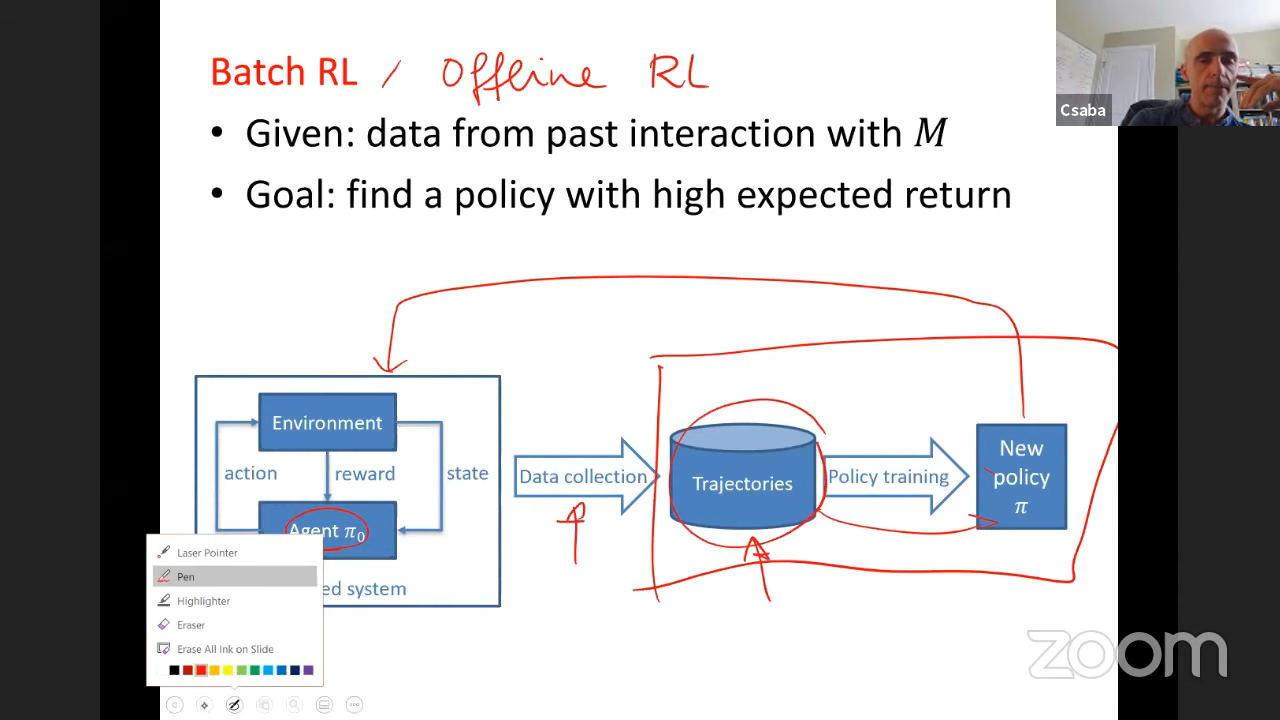 Batch RL / Offline RL
Csaba
• Given: data from past interaction with M
• Goal: find a policy with high expected return
Environment
action
reward
state
Agent π₀
ed system
Data collection
Trajectories
Policy training
New
policy
π
Laser Pointer
Pen
Highlighter
Eraser
Erase All Ink on Slide
zoom